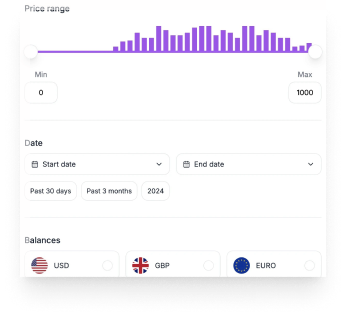 Price range
Min Max
0 1000
Date
Start date End date
Past 30 days Past 3 months 2024
Balances
USD GBP EURO